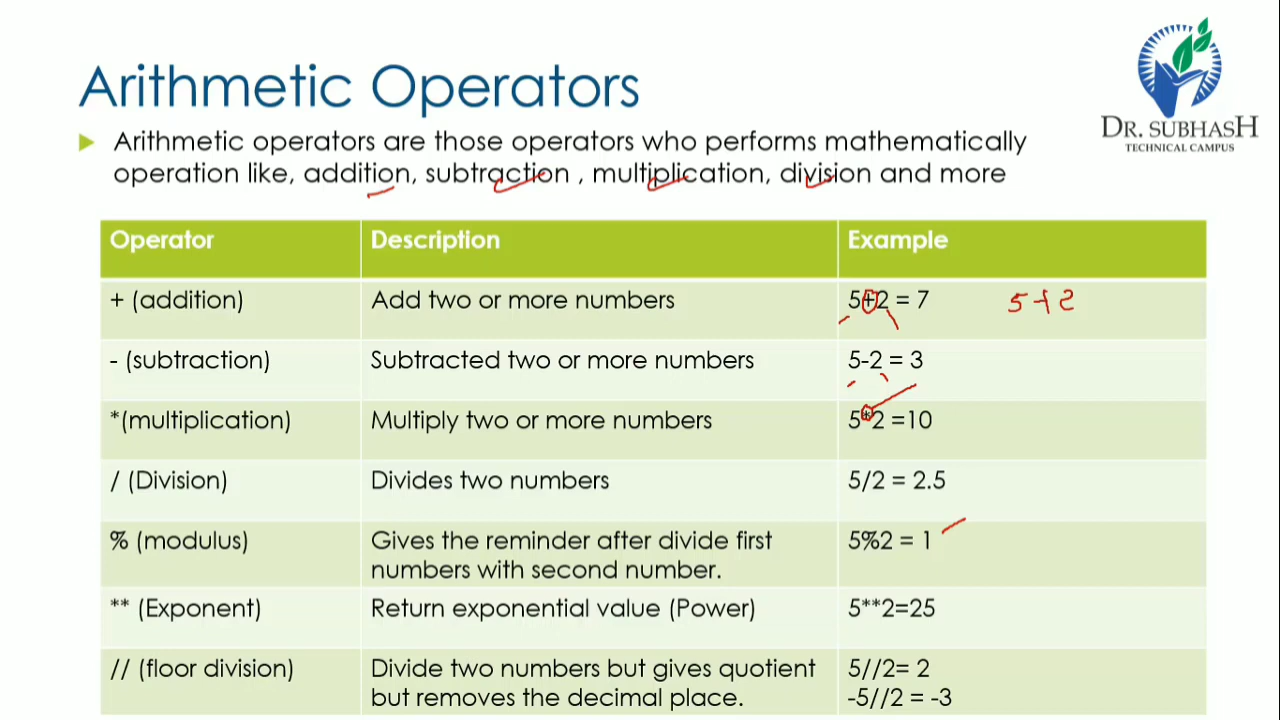 Arithmetic Operators
DR. SUBHASH
TECHNICAL CAMPUS
Arithmetic operators are those operators who performs mathematically
operation like, addition, subtraction , multiplication, division and more
Operator Description Example
+ (addition) Add two or more numbers 5+2 = 7 5+2
- (subtraction) Subtracted two or more numbers 5-2 = 3
*(multiplication) Multiply two or more numbers 5*2 =10
/ (Division) Divides two numbers 5/2 = 2.5
% (modulus) Gives the reminder after divide first 5%2 = 1
numbers with second number.
** (Exponent) Return exponential value (Power) 5**2=25
// (floor division) Divide two numbers but gives quotient 5//2= 2
but removes the decimal place. -5//2 = -3